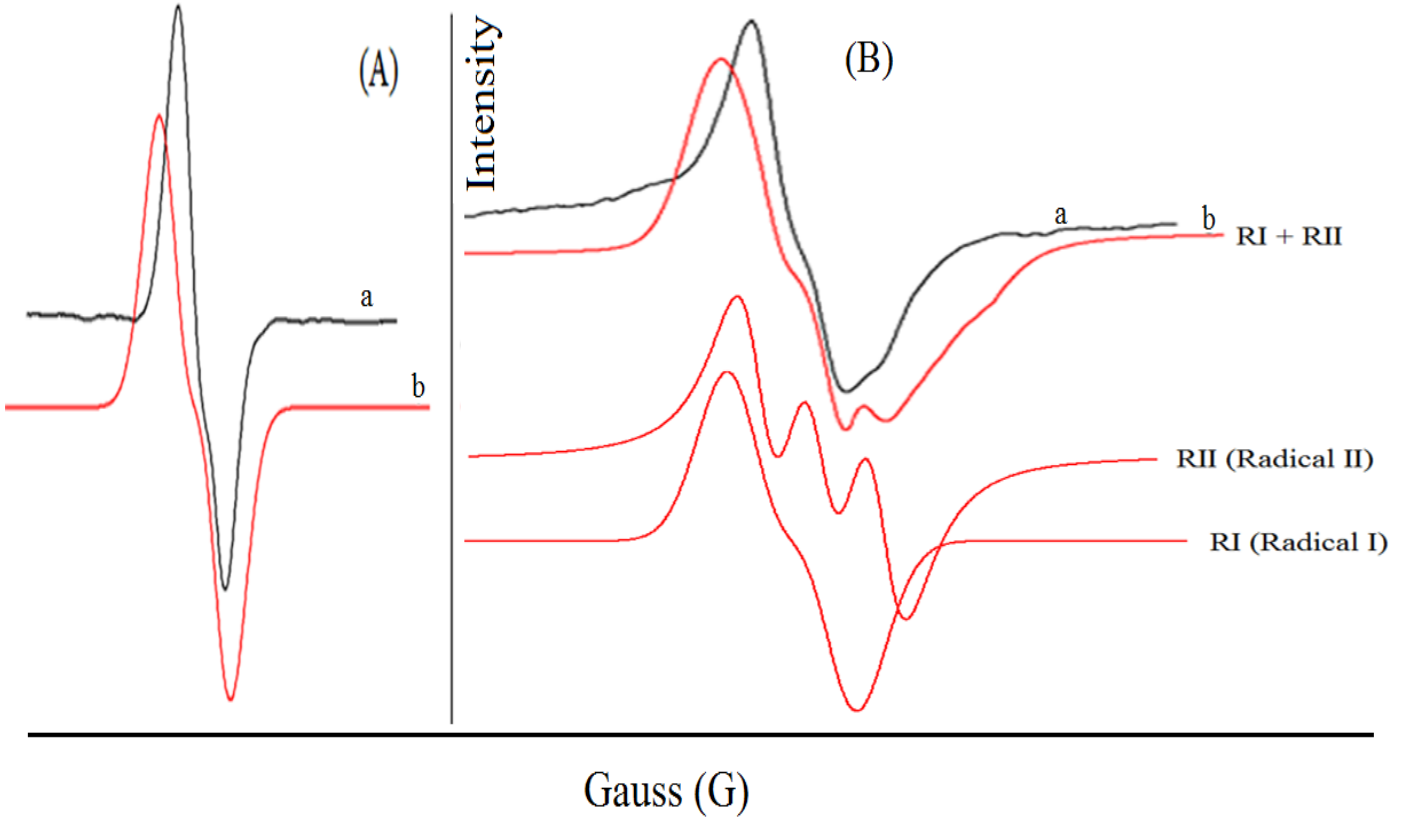 (A)
a
b
Intensity
(B)
a
b
RI + RII
RII (Radical II)
RI (Radical I)
Gauss (G)